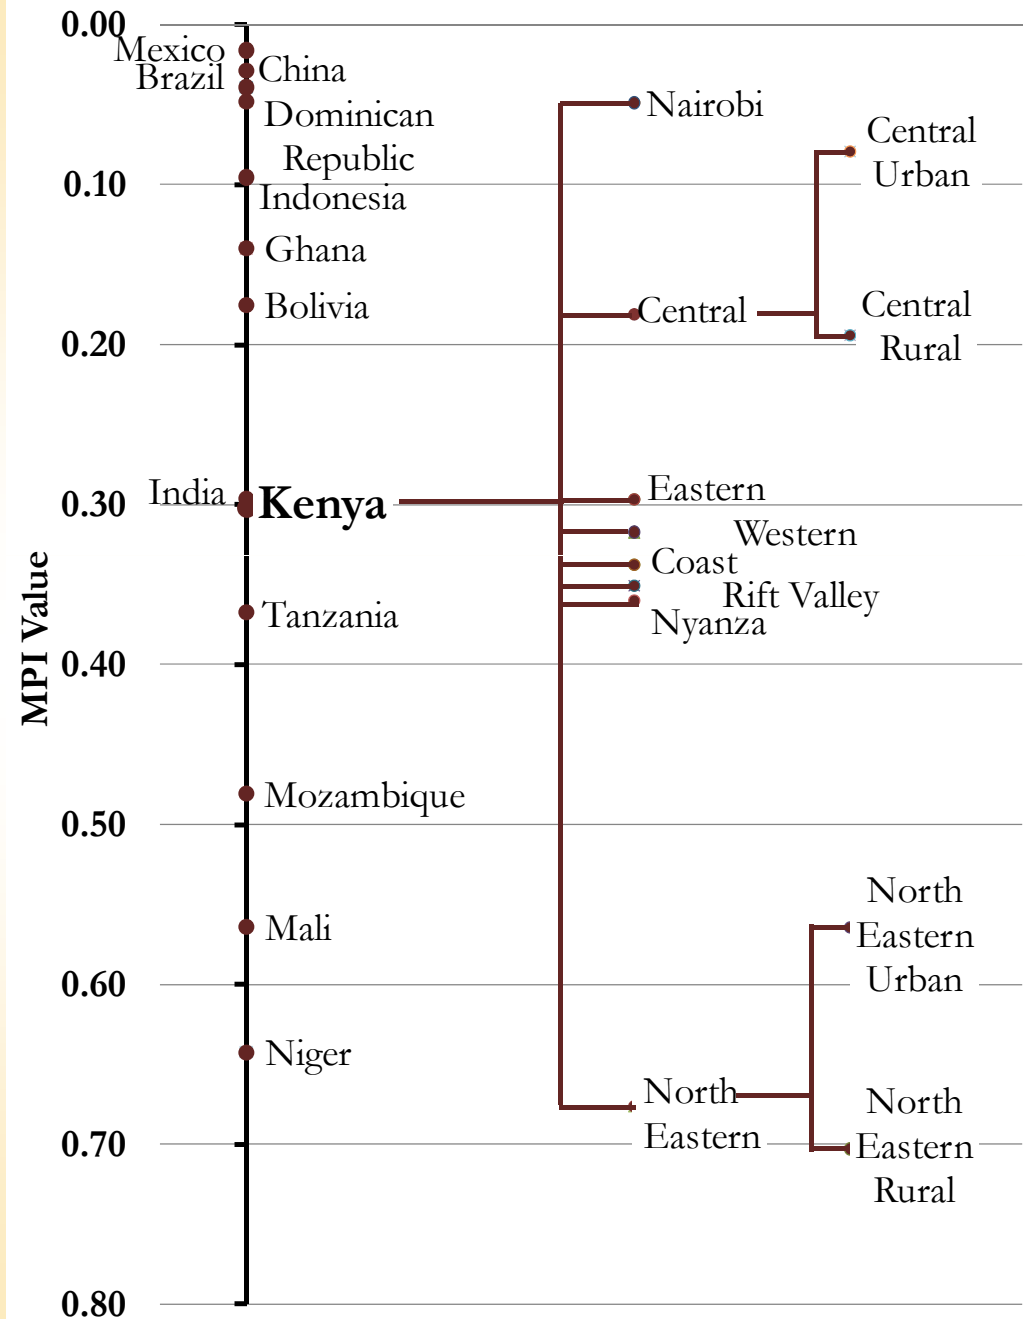 0.00
Mexico
Brazil
China
Dominican
Republic
0.10
Indonesia
Ghana
Bolivia
0.20
India
0.30
Kenya
MPI Value
Tanzania
0.40
Mozambique
0.50
Mali
0.60
Niger
0.70
0.80
Nairobi
Central
Eastern
Western
Coast
Rift Valley
Nyanza
North
Eastern
Central
Urban
Central
Rural
North
Eastern
Urban
North
Eastern
Rural